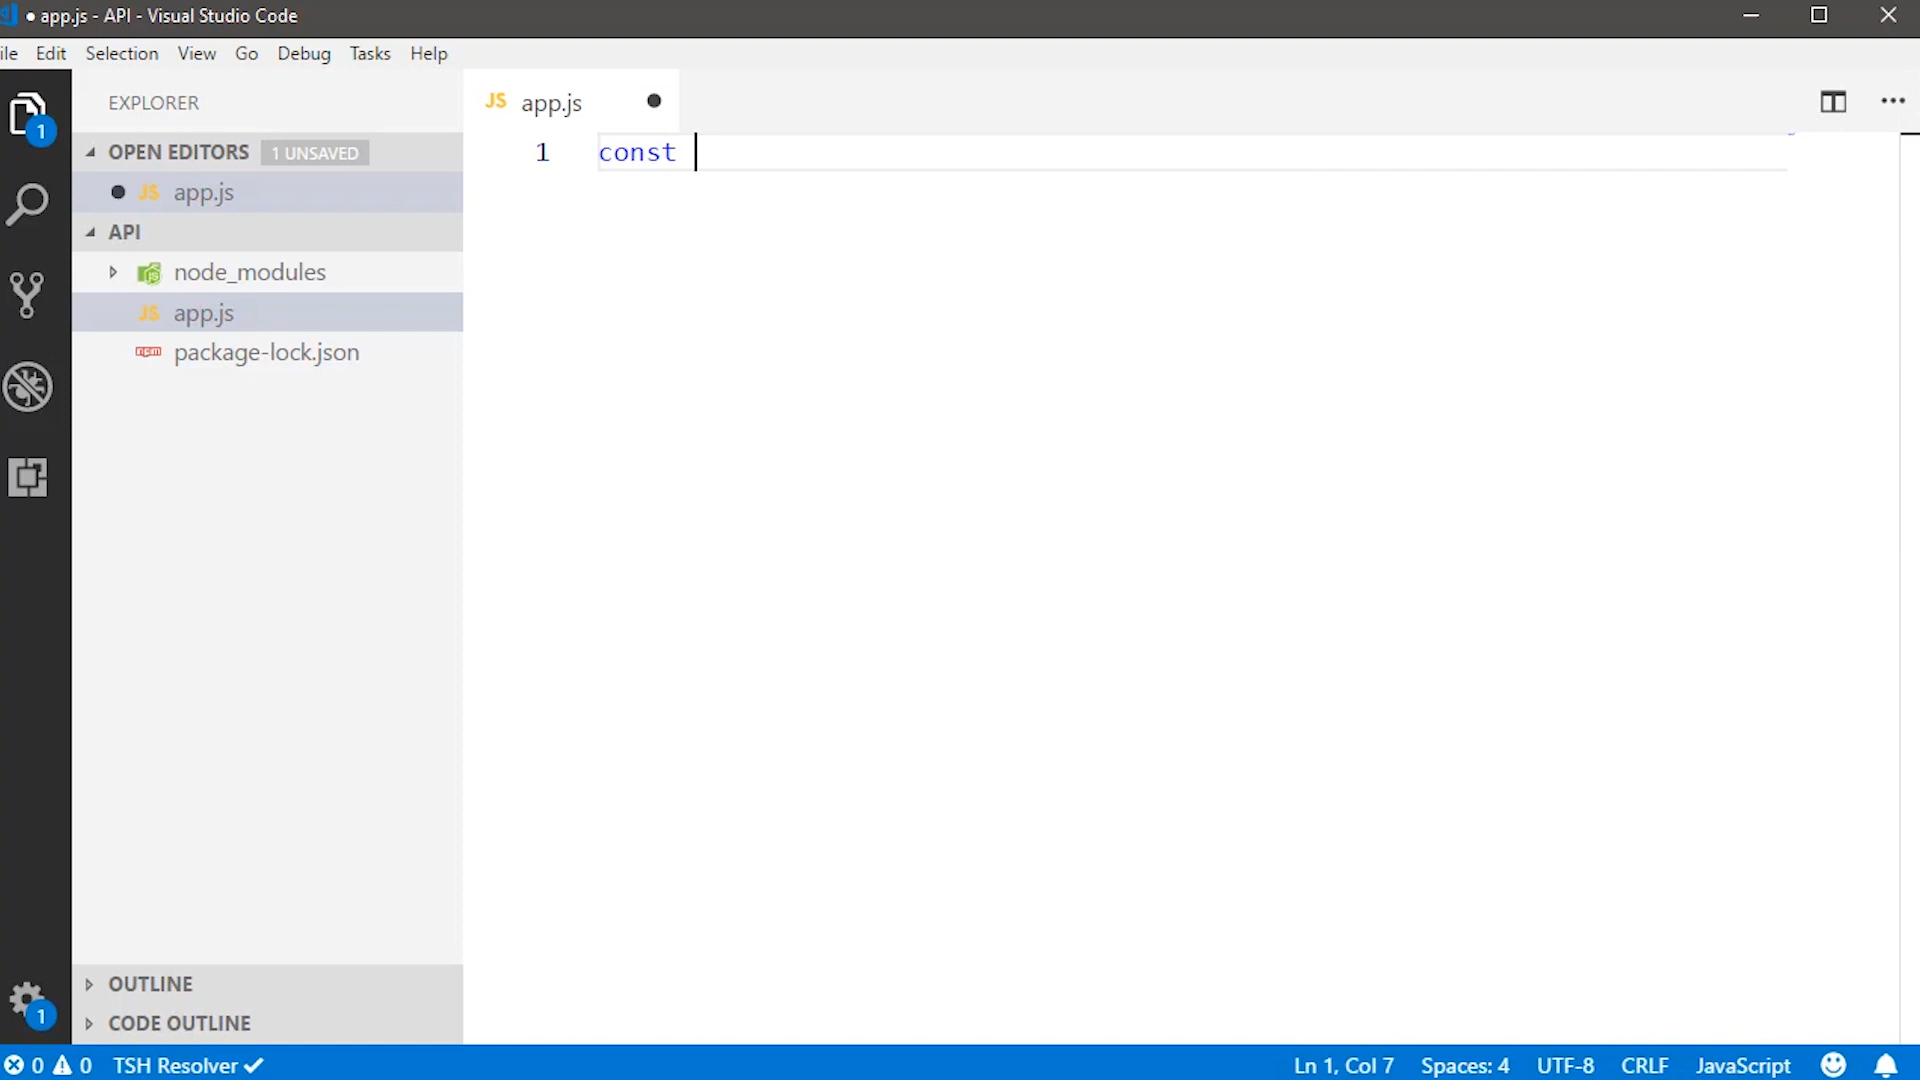 ● app.js - API - Visual Studio Code
ile Edit Selection View Go Debug Tasks Help
EXPLORER
OPEN EDITORS 1 UNSAVED
● JS app.js
API
node_modules
JS app.js
npm package-lock.json
OUTLINE
CODE OUTLINE
1
1
JS app.js ●
1 const
0 0 TSH Resolver ✓
Ln 1, Col 7 Spaces: 4 UTF-8 CRLF JavaScript